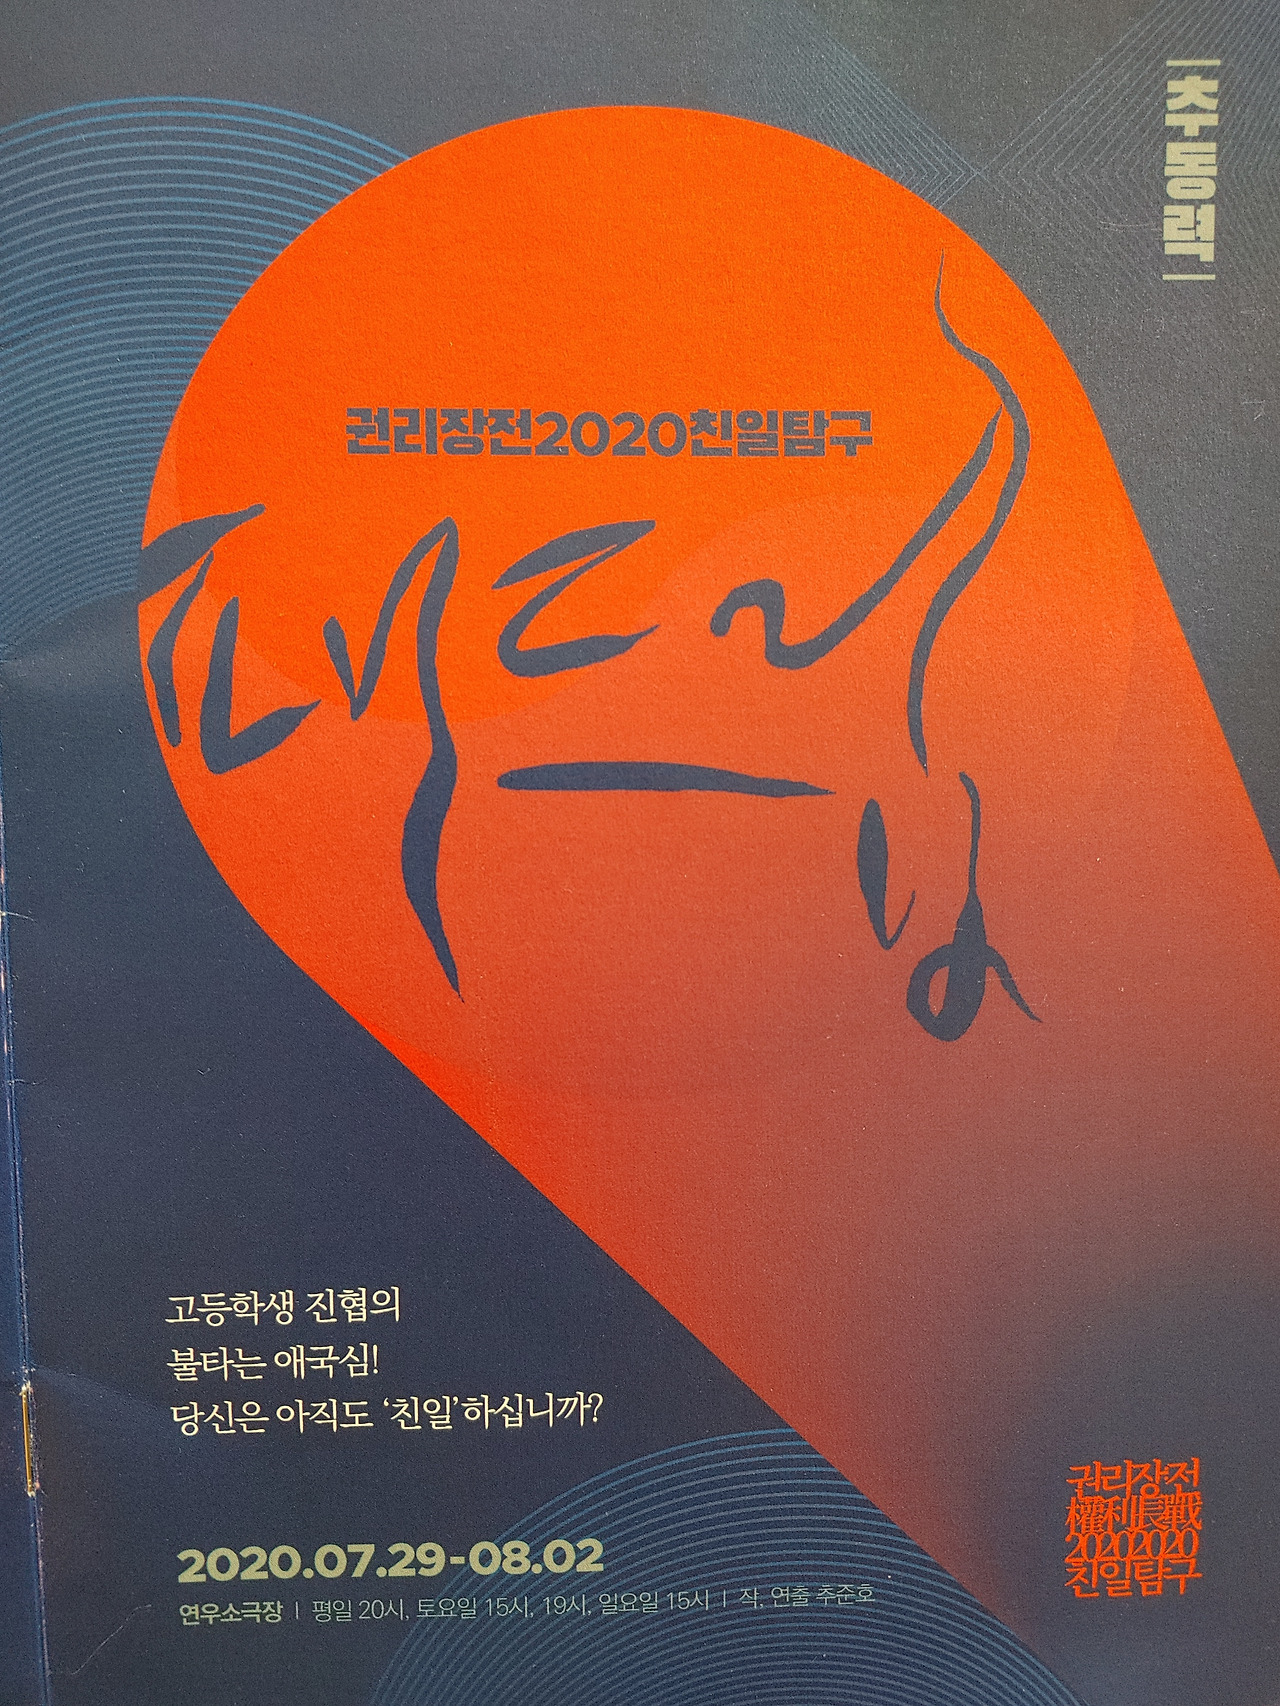 |추동력|
권리장전2020친일탐구
고등학생 진협의
불타는 애국심!
당신은 아직도 ‘친일’하십니까?
2020.07.29-08.02
연우소극장 | 평일 20시, 토요일 15시, 19시, 일요일 15시 | 작, 연출 추준호
권리장전
權利長戰
20202020
친일탐구